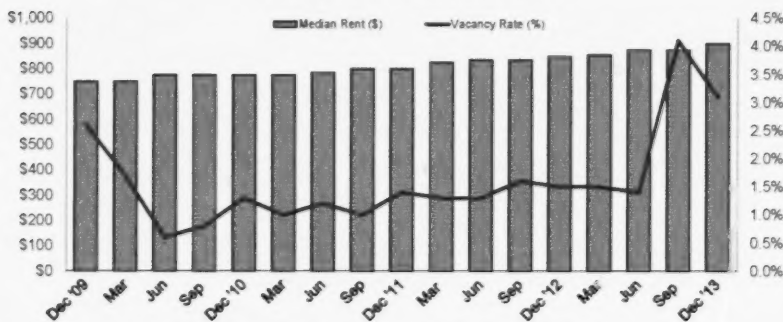 $1,000
$900
$800
$700
$600
$500
$400
$300
$200
$100
$0
Median Rent ($)
Vacancy Rate (%)
4.5%
4.0%
3.5%
3.0%
2.5%
2.0%
1.5%
1.0%
0.5%
0.0%
Dec '09
Mar
Jun
Sep
Dec '10
Mar
Jun
Sep
Dec '11
Mar
Jun
Sep
Dec '12
Mar
Jun
Sep
Dec '13